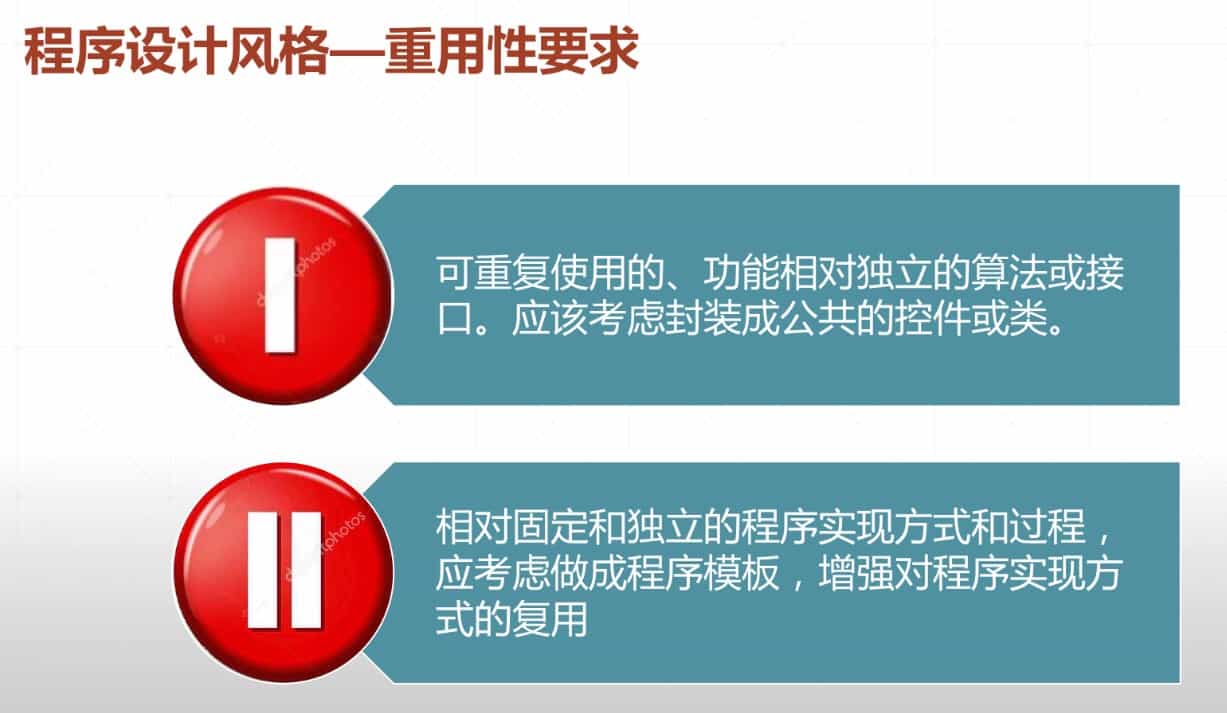 程序设计风格—重用性要求
I
可重复使用的、功能相对独立的算法或接
口。应该考虑封装成公共的控件或类。
II
相对固定和独立的程序实现方式和过程，
应考虑做成程序模板，增强对程序实现方
式的复用